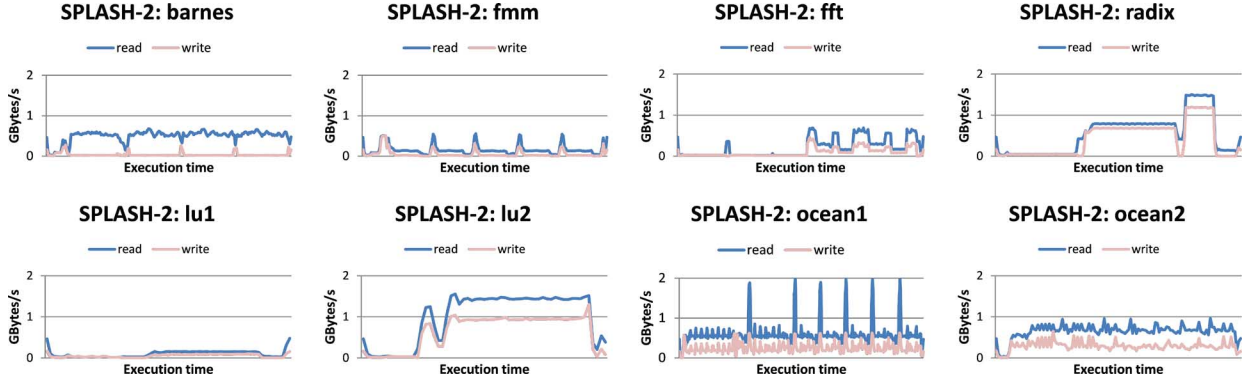 SPLASH-2: barnes
read write
GBytes/s
2
1
0
Execution time
SPLASH-2: fmm
read write
GBytes/s
2
1
0
Execution time
SPLASH-2: fft
read write
GBytes/s
2
1
0
Execution time
SPLASH-2: radix
read write
GBytes/s
2
1
0
Execution time
SPLASH-2: lu1
read write
GBytes/s
2
1
0
Execution time
SPLASH-2: lu2
read write
GBytes/s
2
1
0
Execution time
SPLASH-2: ocean1
read write
GBytes/s
2
1
0
Execution time
SPLASH-2: ocean2
read write
GBytes/s
2
1
0
Execution time